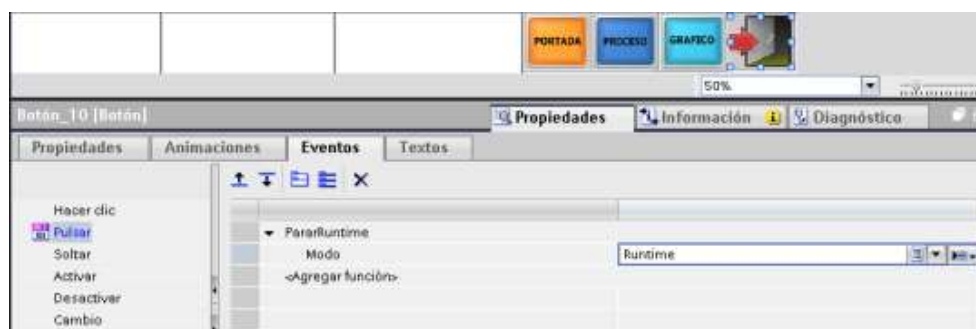 PORTADA PROCESO GRAFICO
50%
Botón_10 [Botón]
Propiedades Información Diagnóstico
Propiedades Animaciones Eventos Textos
Hacer clic
Pulsar
Soltar
Activar
Desactivar
Cambio
PararRuntime
Modo Runtime
<Agregar función>